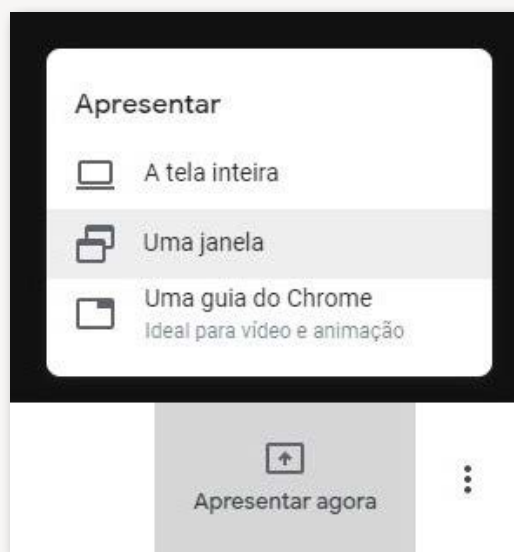 Apresentar
A tela inteira
Uma janela
Uma guia do Chrome
Ideal para vídeo e animação
Apresentar agora